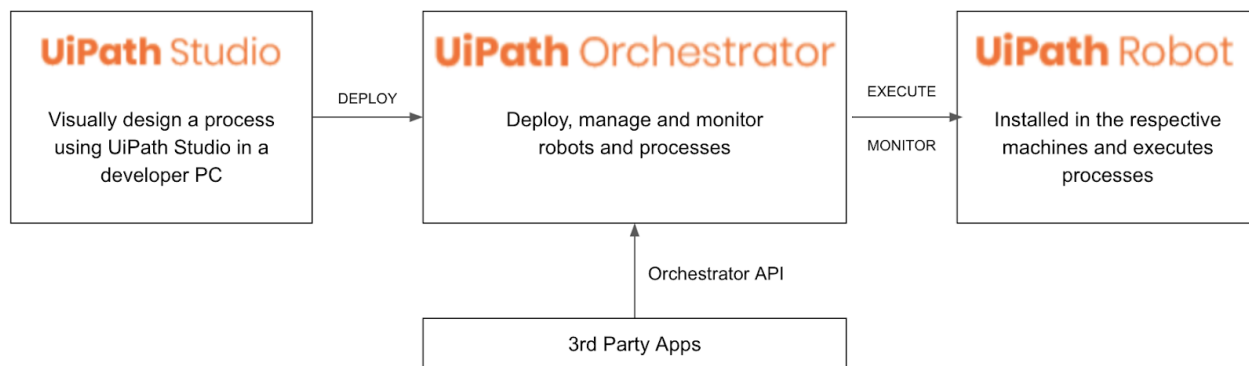 UiPath Studio
Visually design a process
using UiPath Studio in a
developer PC
DEPLOY
UiPath Orchestrator
Deploy, manage and monitor
robots and processes
EXECUTE
MONITOR
UiPath Robot
Installed in the respective
machines and executes
processes
Orchestrator API
3rd Party Apps